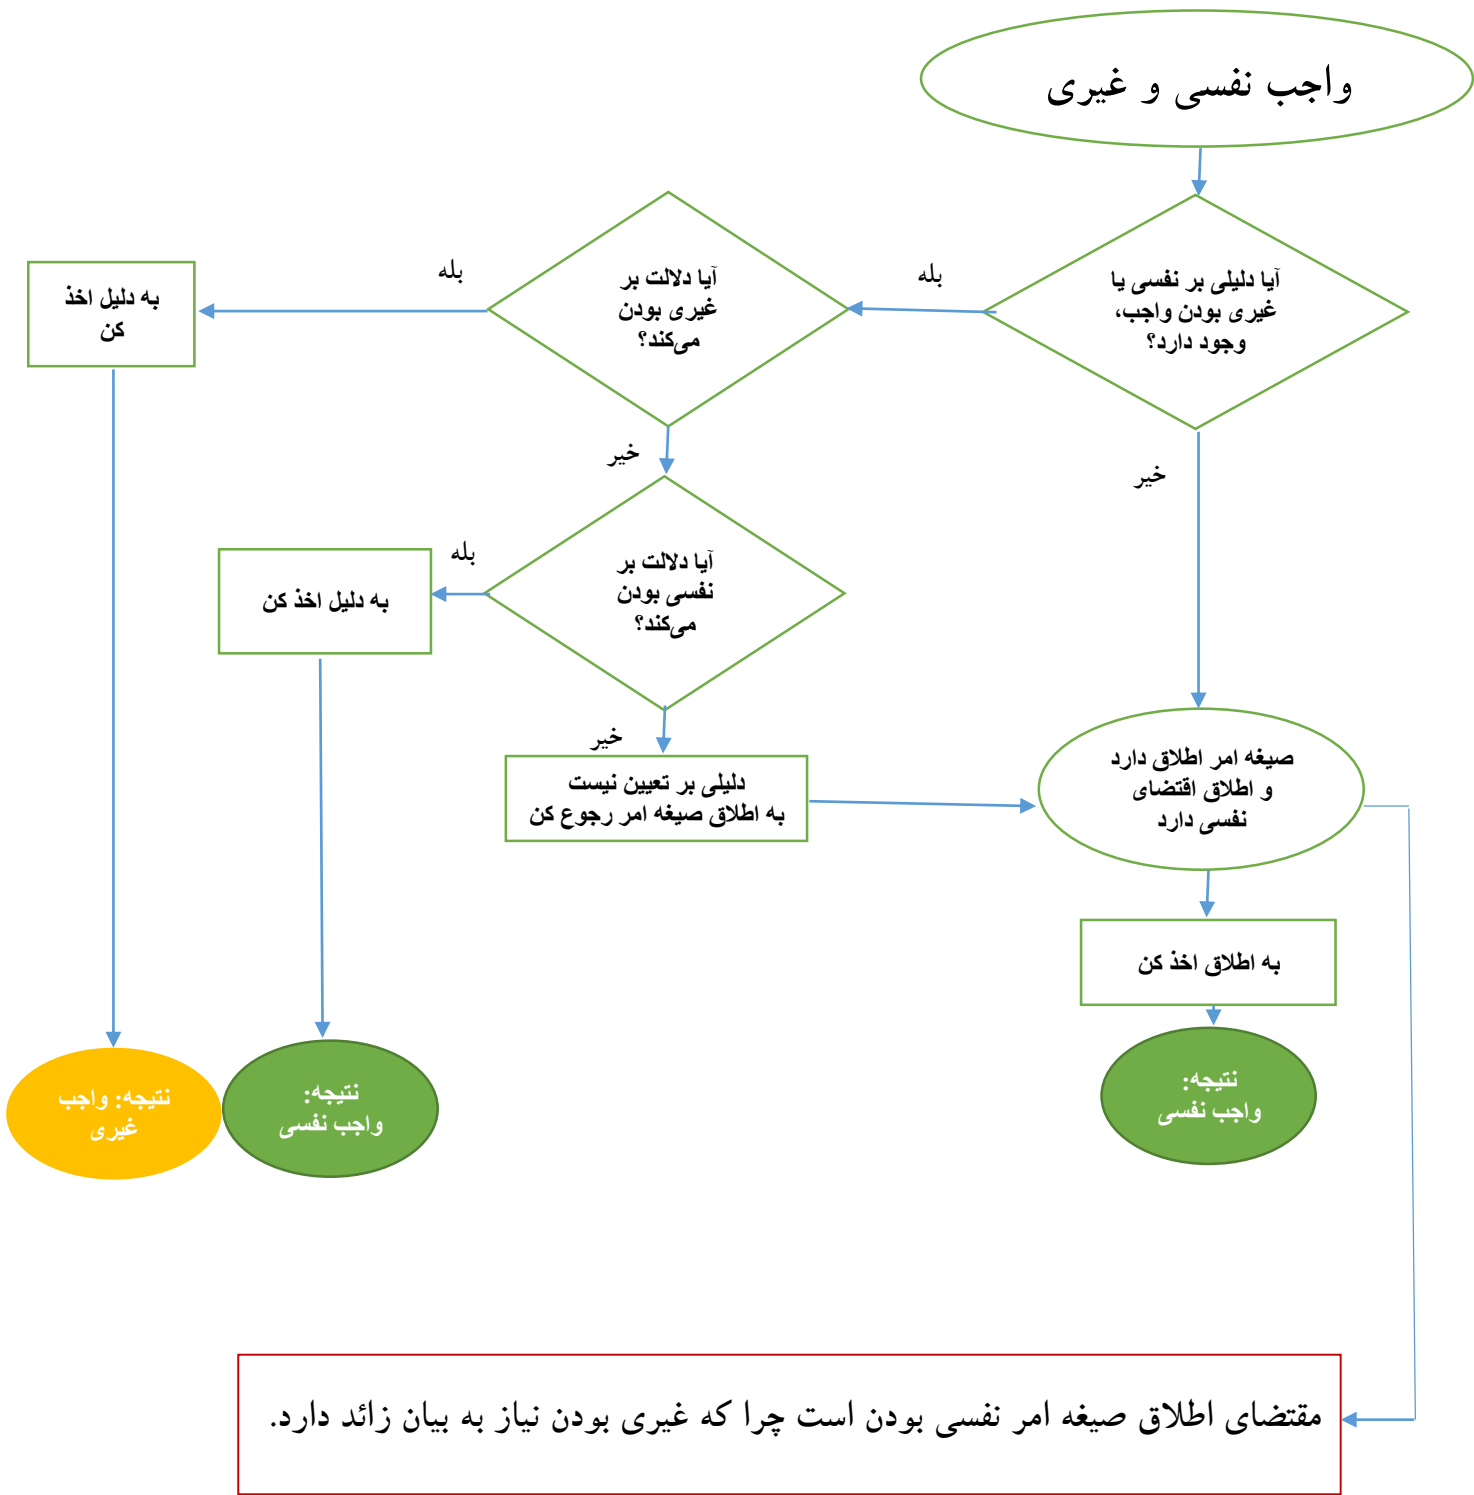 واجب نفسی و غیری
آیا دلیلی بر نفسی یا
غیری بودن واجب،
وجود دارد؟
بله
آیا دلالت بر
غیری بودن
می‌کند؟
بله
به دلیل اخذ
کن
خیر
خیر
آیا دلالت بر
نفسی بودن
می‌کند؟
بله
به دلیل اخذ کن
خیر
دلیلی بر تعیین نیست
به اطلاق صیغه امر رجوع کن
صیغه امر اطلاق دارد
و اطلاق اقتضای
نفسی دارد
به اطلاق اخذ کن
نتیجه:
واجب نفسی
نتیجه:
واجب نفسی
نتیجه: واجب
غیری
مقتضای اطلاق صیغه امر نفسی بودن است چرا که غیری بودن نیاز به بیان زائد دارد.